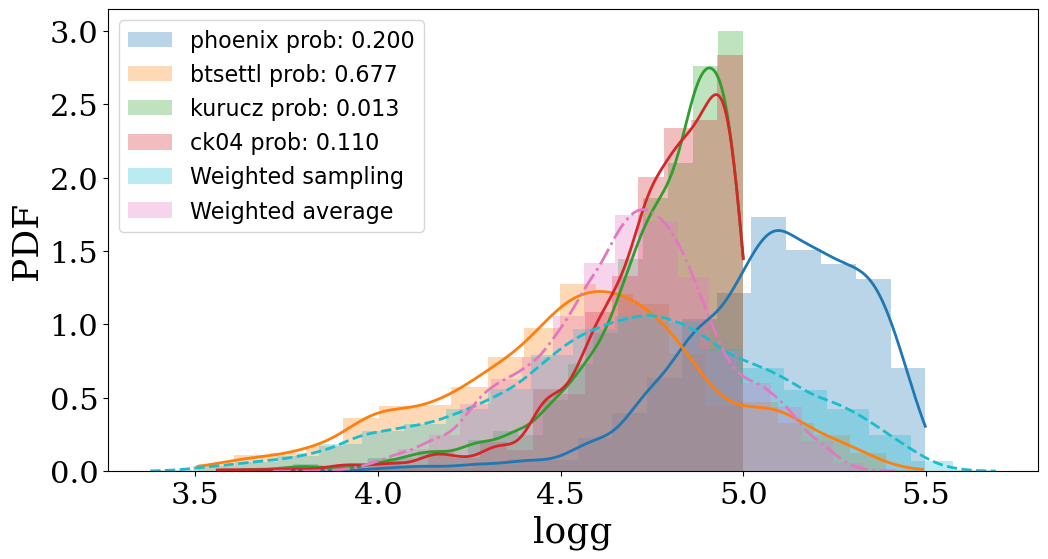 phoenix prob: 0.200
btsettl prob: 0.677
kurucz prob: 0.013
ck04 prob: 0.110
Weighted sampling
Weighted average
PDF
3.0
2.5
2.0
1.5
1.0
0.5
0.0
3.5 4.0 4.5 5.0 5.5
logg